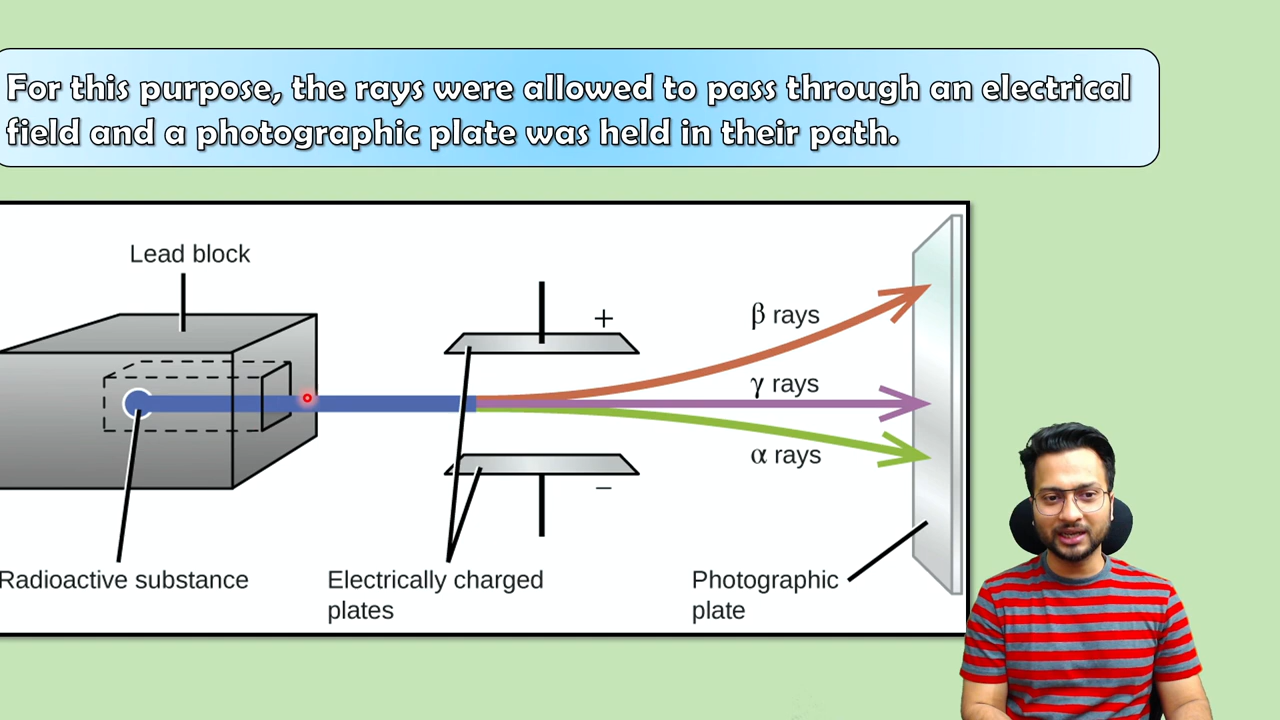 For this purpose, the rays were allowed to pass through an electrical
field and a photographic plate was held in their path.
Lead block
+
β rays
γ rays
α rays
−
Radioactive substance
Electrically charged
plates
Photographic
plate